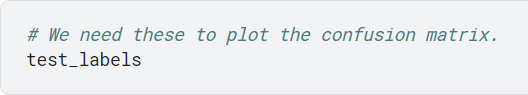 # We need these to plot the confusion matrix.
test_labels